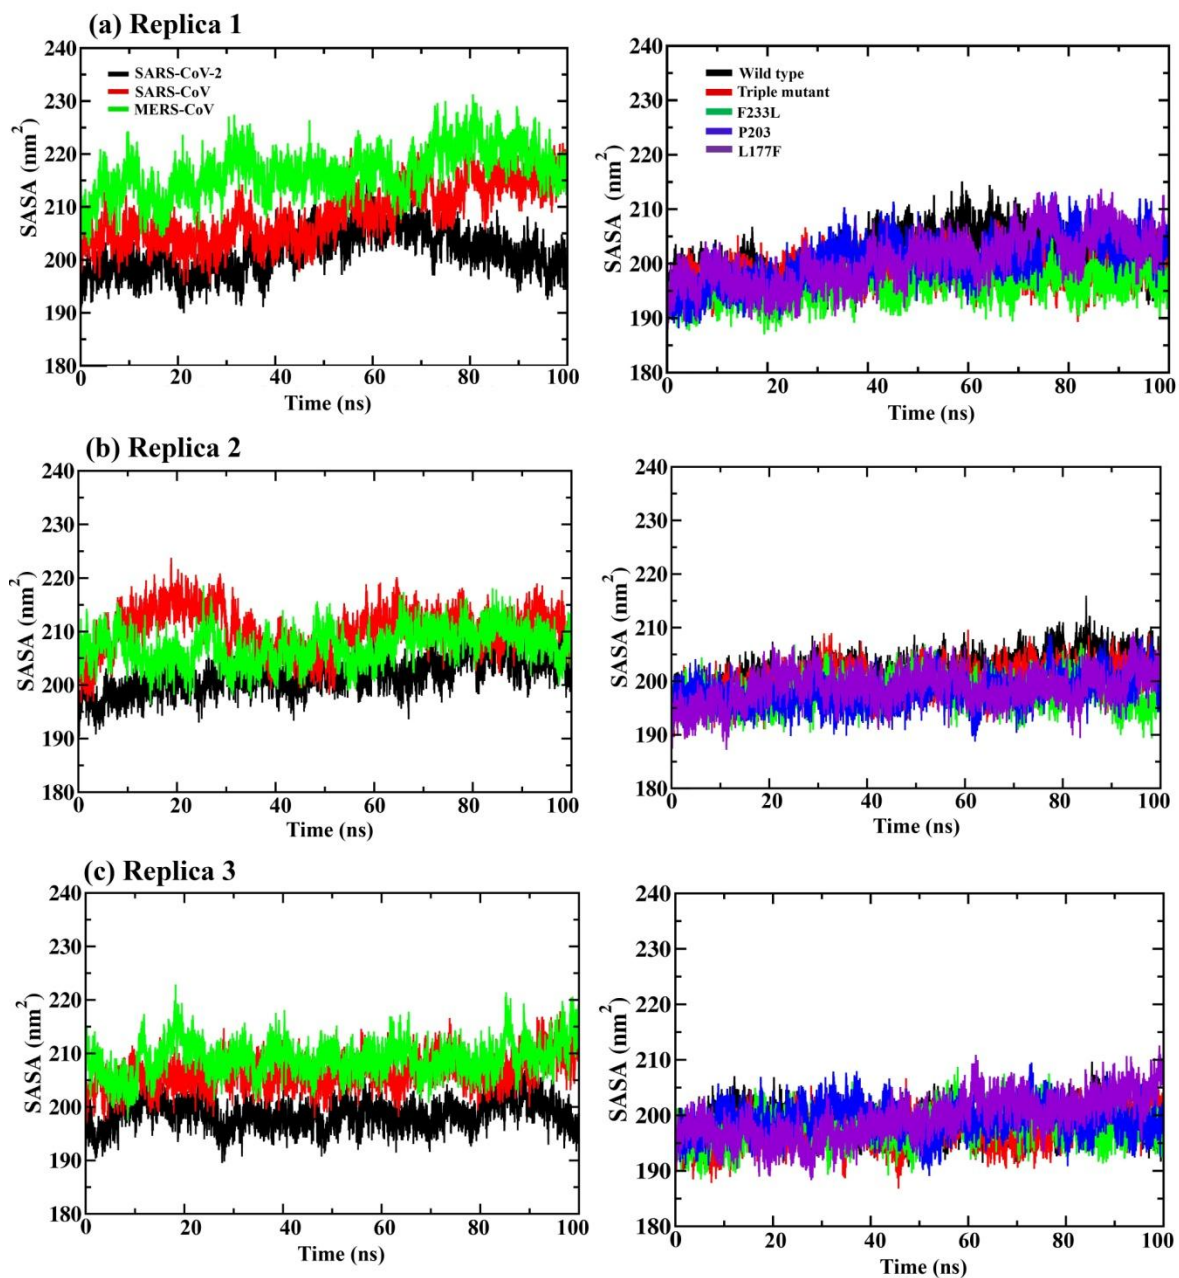 (a) Replica 1
240
230
220
210
200
190
180
SASA (nm²)
SARS-CoV-2
SARS-CoV
MERS-CoV
0 20 40 60 80 100
Time (ns)
240
230
220
210
200
190
180
SASA (nm²)
Wild type
Triple mutant
F233L
P203
L177F
0 20 40 60 80 100
Time (ns)
(b) Replica 2
240
230
220
210
200
190
180
SASA (nm²)
0 20 40 60 80 100
Time (ns)
240
230
220
210
200
190
180
SASA (nm²)
0 20 40 60 80 100
Time (ns)
(c) Replica 3
240
230
220
210
200
190
180
SASA (nm²)
0 20 40 60 80 100
Time (ns)
240
230
220
210
200
190
180
SASA (nm²)
0 20 40 60 80 100
Time (ns)